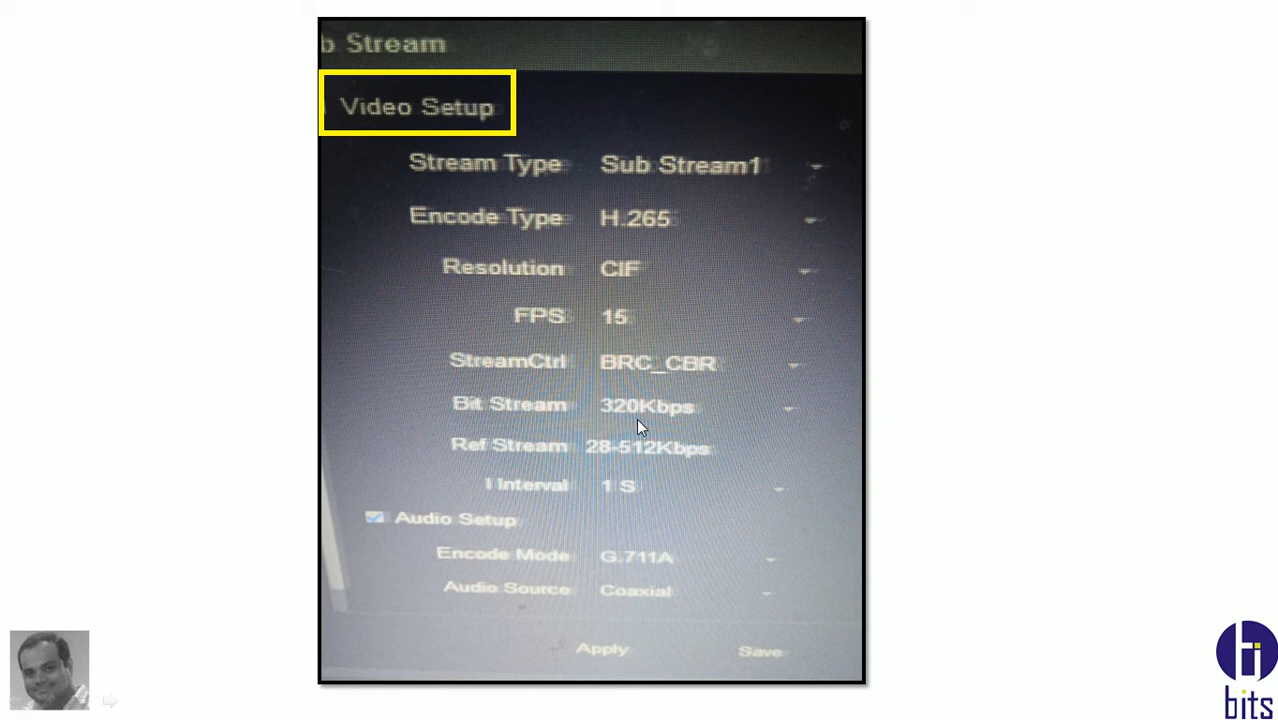 b Stream
Video Setup
Stream Type Sub Stream1
Encode Type H.265
Resolution CIF
FPS 15
StreamCtrl BRC_CBR
Bit Stream 320Kbps
Ref Stream 28-512Kbps
I Interval 1 S
Audio Setup
Encode Mode G.711A
Audio Source Coaxial
Apply Save
bits